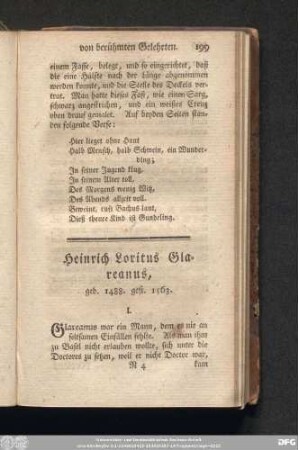 von berühmten Gelehrten. 199
einem Fasse, belegt, und so eingerichtet, daß
die eine Hälfte nach der Länge abgenommen
werden konnte, und die Stelle des Deckels ver-
trat. Man hatte dieses Faß, wie einen Sarg,
schwarz angestrichen, und ein weißes Creuz
oben drauf gemalet. Auf beyden Seiten stan-
den folgende Verse:
Hier lieget ohne Haut
Halb Mensch, halb Schwein, ein Wunder-
ding;
In seiner Jugend klug,
In seinem Alter toll,
Des Morgens wenig Witz,
Des Abends allzeit voll.
Beweint, ruft Bachus laut,
Dieß theure Kind ist Gundeling.
Heinrich Loritus Gla-
reanus,
geb. 1488. gest. 1563.
I.
Glareanus war ein Mann, dem es nie an
seltsamen Einfällen fehlte. Als man ihm
zu Basel nicht erlauben wollte, sich unter die
Doctores zu setzen, weil er nicht Doctor war,
N 4 kam
DFG